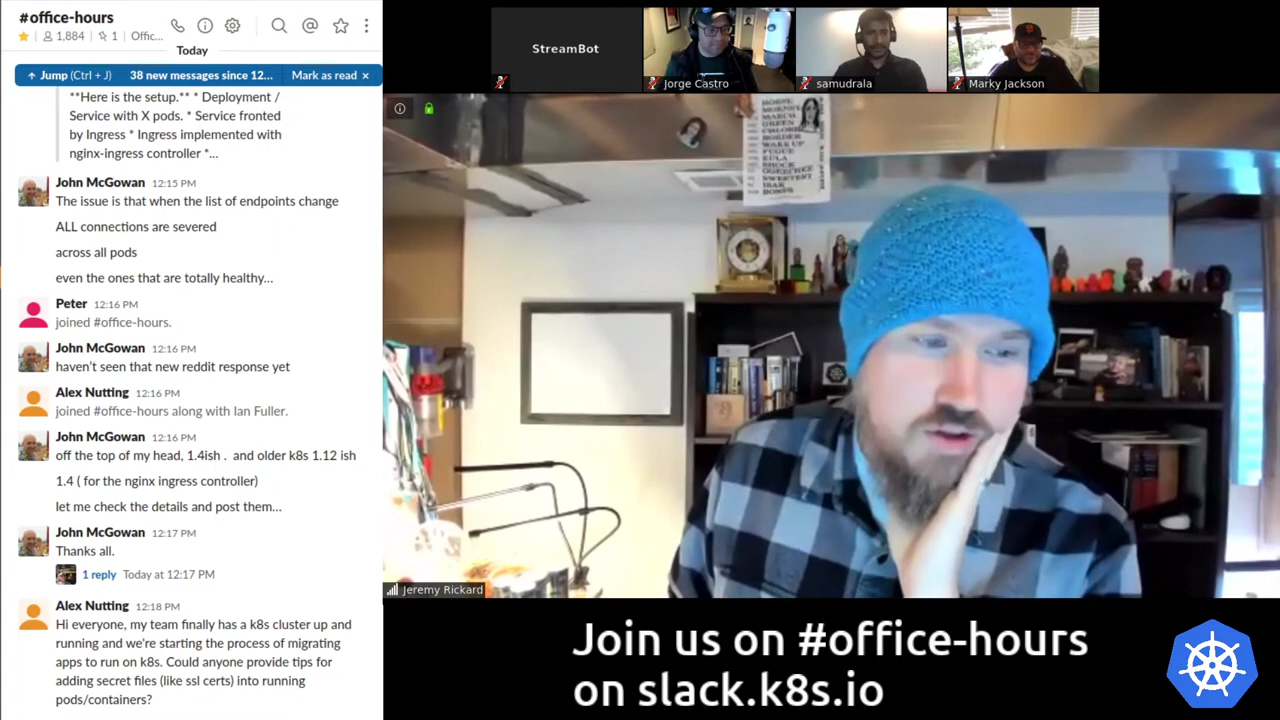 #office-hours
1,884
1
Offic...
Today
Jump (Ctrl + J)
38 new messages since 12...
Mark as read ×
**Here is the setup.** * Deployment /
Service with X pods. * Service fronted
by Ingress * Ingress implemented with
nginx-ingress controller *...
John McGowan 12:15 PM
The issue is that when the list of endpoints change
ALL connections are severed
across all pods
even the ones that are totally healthy...
Peter 12:16 PM
joined #office-hours.
John McGowan 12:16 PM
haven't seen that new reddit response yet
Alex Nutting 12:16 PM
joined #office-hours along with Ian Fuller.
John McGowan 12:16 PM
off the top of my head, 1.4ish . and older k8s 1.12 ish
1.4 ( for the nginx ingress controller)
let me check the details and post them...
John McGowan 12:17 PM
Thanks all.
1 reply Today at 12:17 PM
Alex Nutting 12:18 PM
Hi everyone, my team finally has a k8s cluster up and
running and we're starting the process of migrating
apps to run on k8s. Could anyone provide tips for
adding secret files (like ssl certs) into running
pods/containers?
StreamBot
Jorge Castro
samudrala
Marky Jackson
WAKE UP
FUGUE
EULA
SHOCK
Jeremy Rickard
Join us on #office-hours
on slack.k8s.io